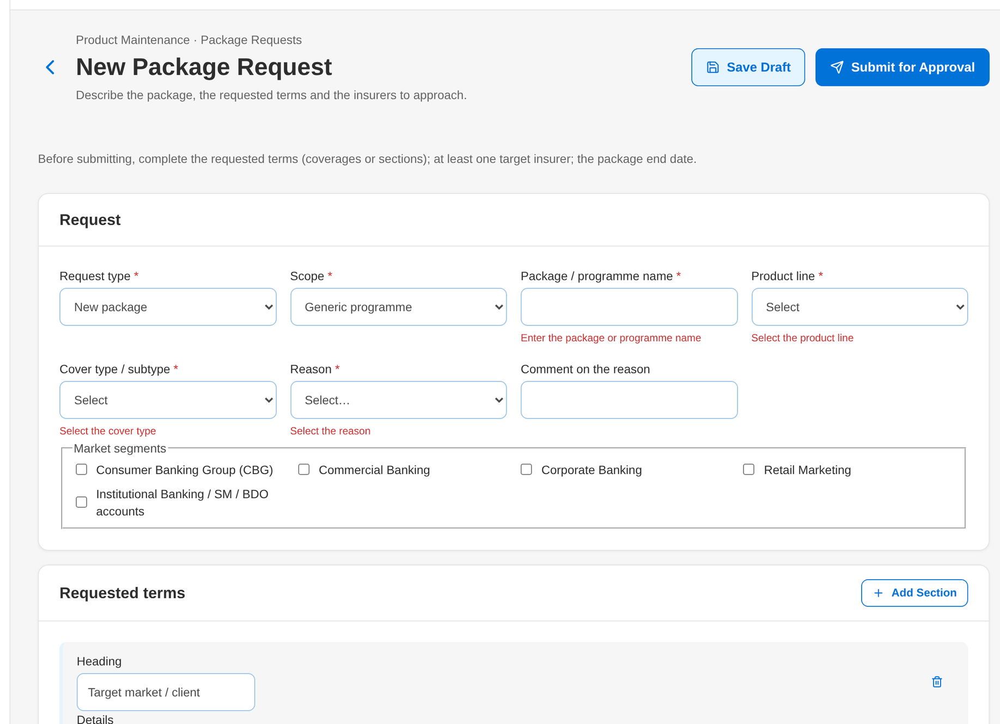 Product Maintenance · Package Requests
New Package Request
Describe the package, the requested terms and the insurers to approach.
Save Draft
Submit for Approval
Before submitting, complete the requested terms (coverages or sections); at least one target insurer; the package end date.
Request
Request type *
Scope *
Package / programme name *
Product line *
New package
Generic programme
Select
Enter the package or programme name
Select the product line
Cover type / subtype *
Reason *
Comment on the reason
Select
Select…
Select the cover type
Select the reason
Market segments
Consumer Banking Group (CBG)
Commercial Banking
Corporate Banking
Retail Marketing
Institutional Banking / SM / BDO
accounts
Requested terms
Add Section
Heading
Target market / client
Details